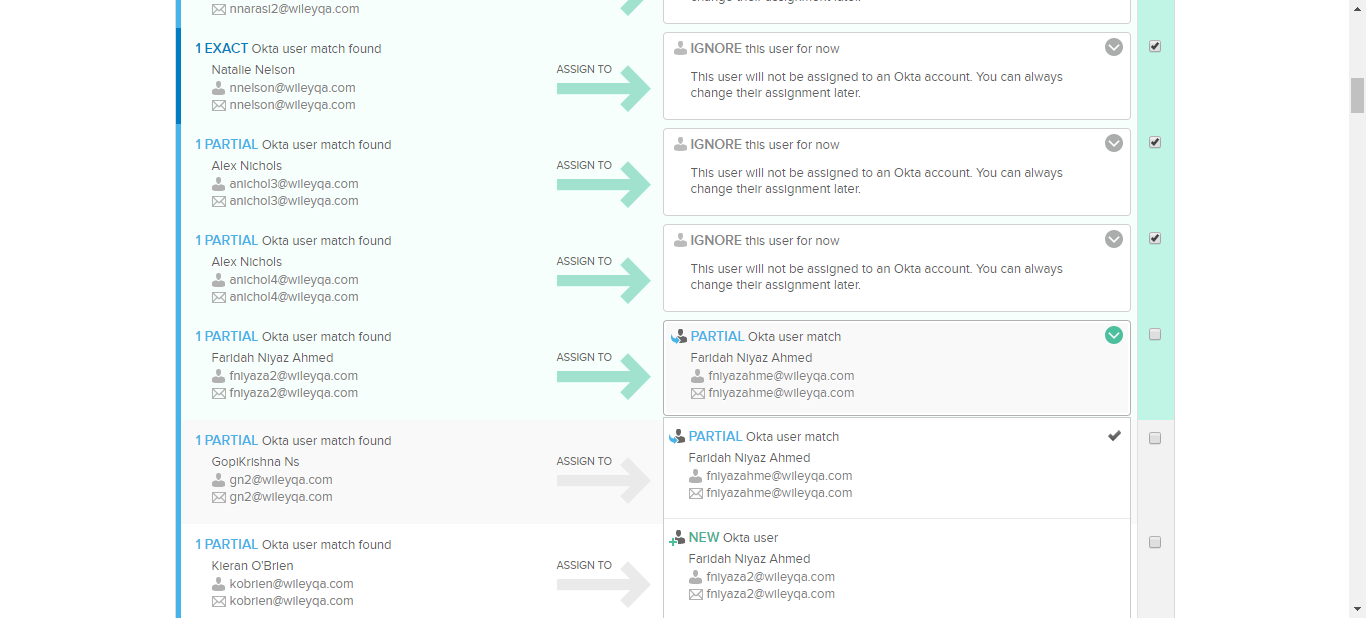 nnarasi2@wileyqa.com
change their assignment later.
1 EXACT Okta user match found
Natalie Nelson
nnelson@wileyqa.com
nnelson@wileyqa.com
ASSIGN TO
IGNORE this user for now
This user will not be assigned to an Okta account. You can always
change their assignment later.
1 PARTIAL Okta user match found
Alex Nichols
anichol3@wileyqa.com
anichol3@wileyqa.com
ASSIGN TO
IGNORE this user for now
This user will not be assigned to an Okta account. You can always
change their assignment later.
1 PARTIAL Okta user match found
Alex Nichols
anichol4@wileyqa.com
anichol4@wileyqa.com
ASSIGN TO
IGNORE this user for now
This user will not be assigned to an Okta account. You can always
change their assignment later.
1 PARTIAL Okta user match found
Faridah Niyaz Ahmed
fniyaza2@wileyqa.com
fniyaza2@wileyqa.com
ASSIGN TO
PARTIAL Okta user match
Faridah Niyaz Ahmed
fniyazahme@wileyqa.com
fniyazahme@wileyqa.com
1 PARTIAL Okta user match found
GopiKrishna Ns
gn2@wileyqa.com
gn2@wileyqa.com
ASSIGN TO
PARTIAL Okta user match
Faridah Niyaz Ahmed
fniyazahme@wileyqa.com
fniyazahme@wileyqa.com
1 PARTIAL Okta user match found
Kieran O'Brien
kobrien@wileyqa.com
kobrien@wileyqa.com
ASSIGN TO
NEW Okta user
Faridah Niyaz Ahmed
fniyaza2@wileyqa.com
fniyaza2@wileyqa.com